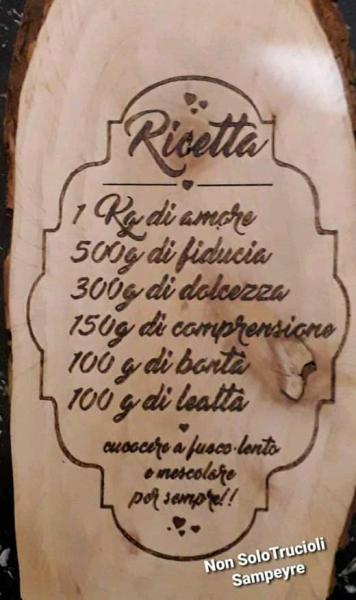 Ricetta
1 Kg di amore
500g di fiducia
300g di dolcezza
150g di comprensione
100 g di bontà
100 g di lealtà
cuocere a fuoco lento
e mescolare
per sempre!!
Non SoloTrucioli
Sampeyre